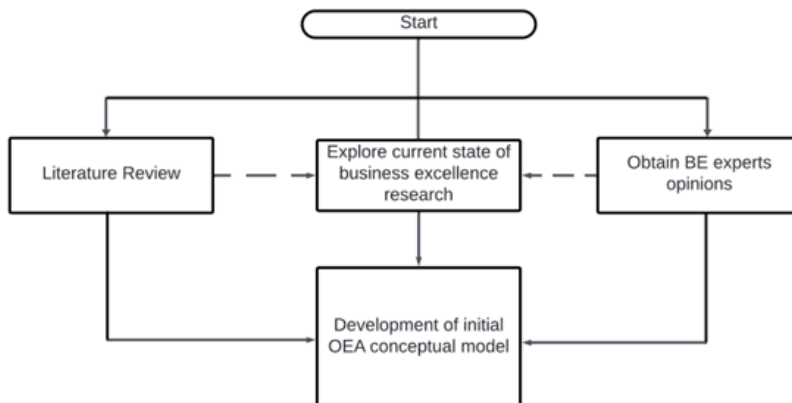 Start
Literature Review
Explore current state of
business excellence
research
Obtain BE experts
opinions
Development of initial
OEA conceptual model